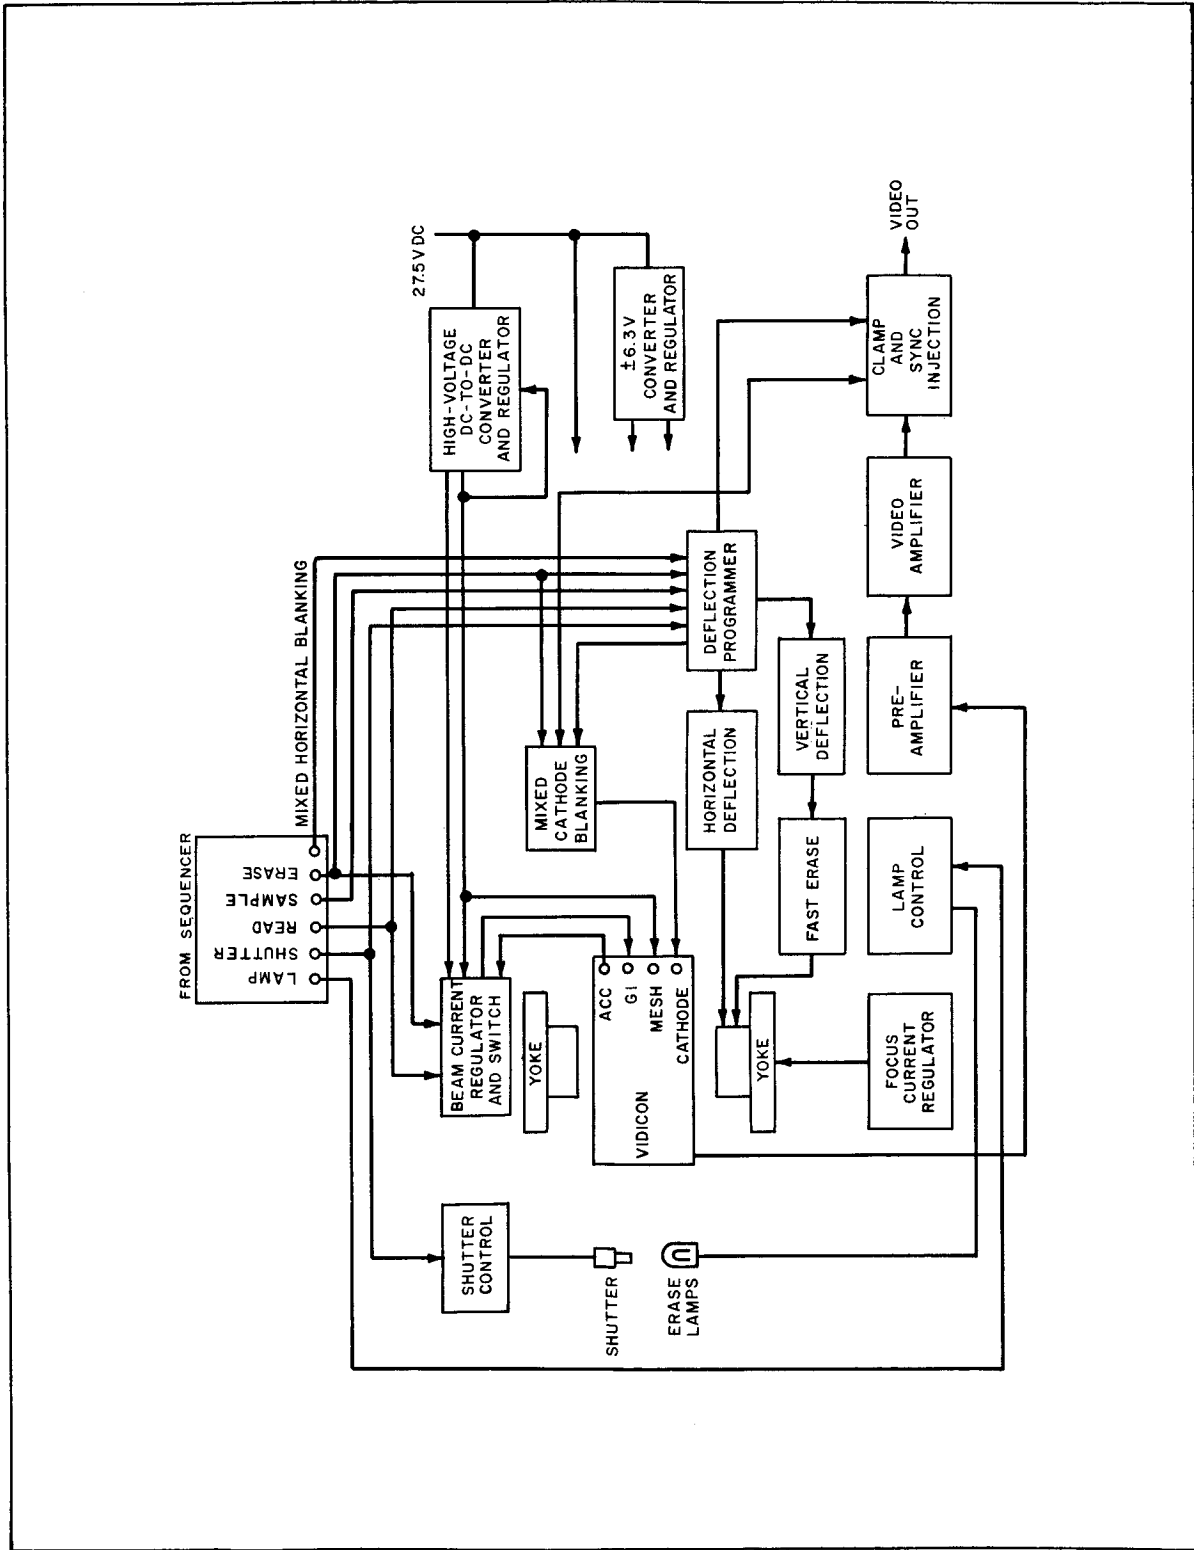 FROM SEQUENCER
LAMP
SHUTTER
READ
SAMPLE
ERASE
MIXED HORIZONTAL BLANKING
27.5V DC
SHUTTER
CONTROL
BEAM CURRENT
REGULATOR
AND SWITCH
HIGH-VOLTAGE
DC-TO-DC
CONVERTER
AND REGULATOR
YOKE
MIXED
CATHODE
BLANKING
±6.3V
CONVERTER
AND REGULATOR
SHUTTER
ERASE
LAMPS
VIDICON
ACC
G1
MESH
CATHODE
YOKE
HORIZONTAL
DEFLECTION
DEFLECTION
PROGRAMMER
FAST ERASE
VERTICAL
DEFLECTION
FOCUS
CURRENT
REGULATOR
LAMP
CONTROL
PRE-
AMPLIFIER
VIDEO
AMPLIFIER
CLAMP
AND
SYNC
INJECTION
VIDEO
OUT